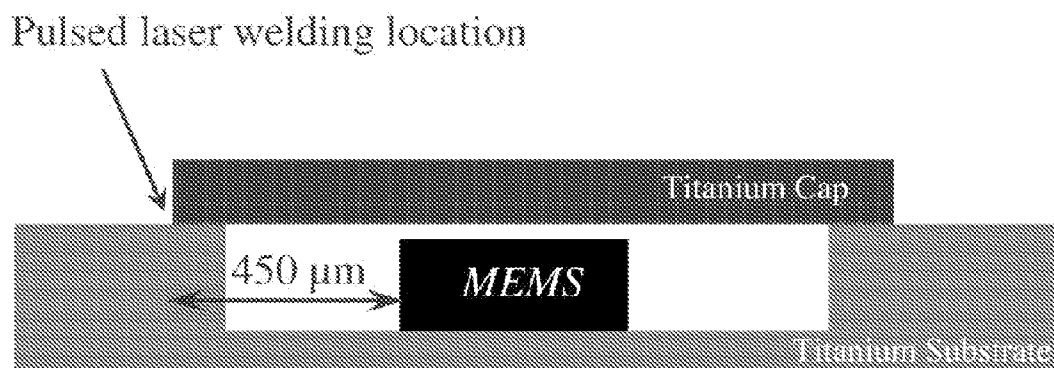 Pulsed laser welding location
Titanium Cap
450 μm
MEMS
Titanium Substrate